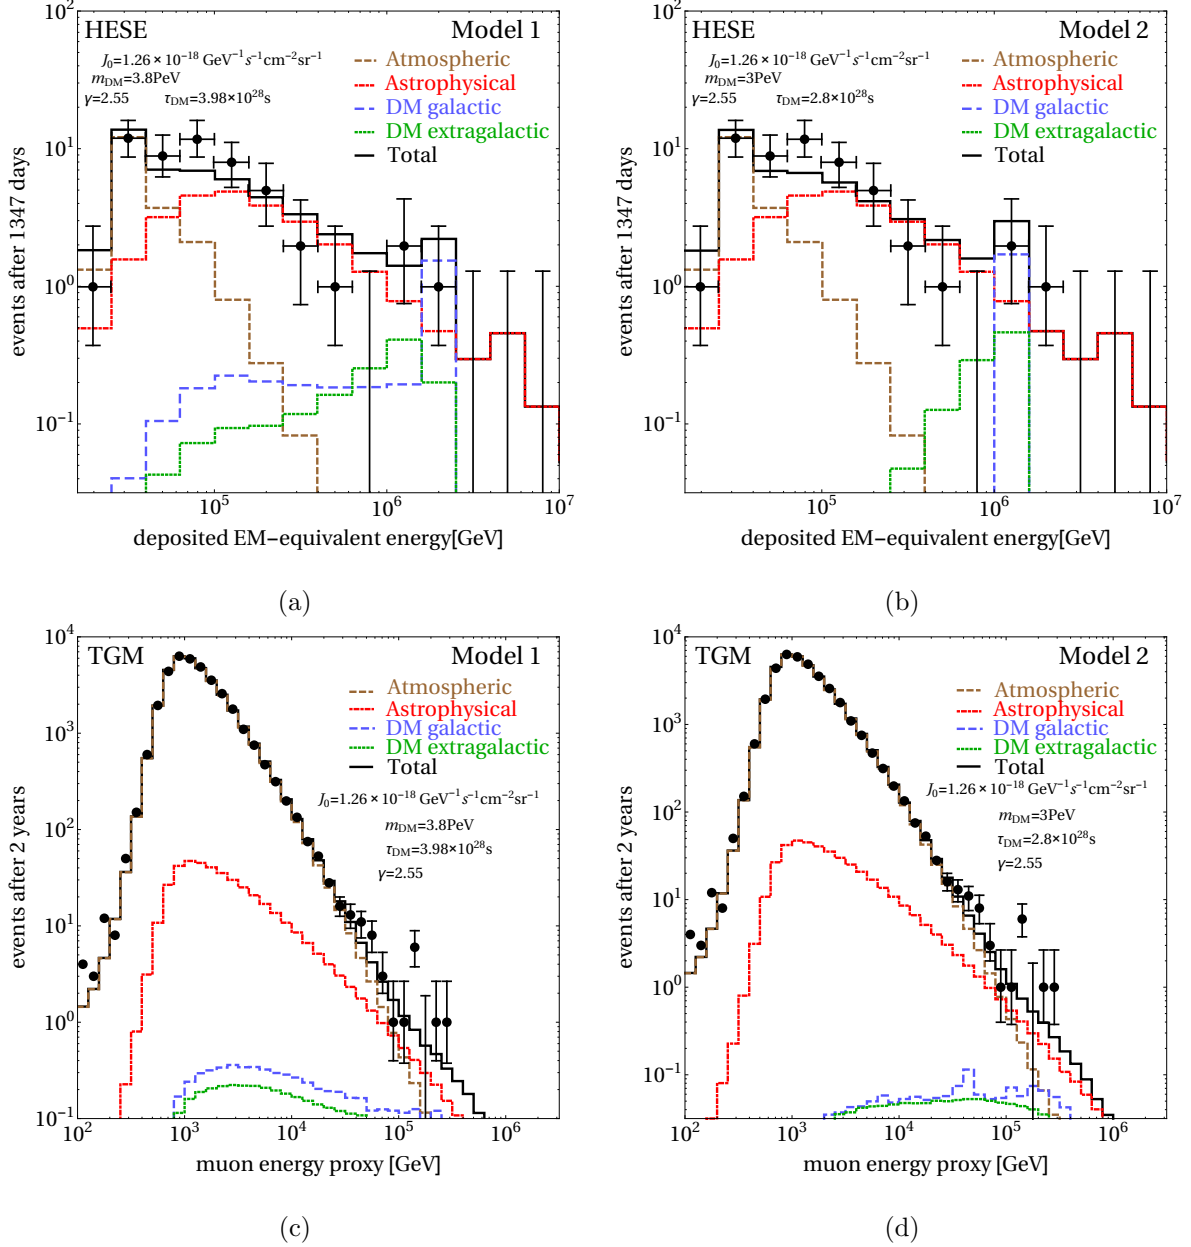 HESE
Model 1
J₀=1.26 × 10⁻¹⁸ GeV⁻¹s⁻¹cm⁻²sr⁻¹
m_DM=3.8PeV
γ=2.55 τ_DM=3.98×10²⁸s
Atmospheric
Astrophysical
DM galactic
DM extragalactic
Total
events after 1347 days
10²
10¹
10⁰
10⁻¹
10⁵ 10⁶ 10⁷
deposited EM−equivalent energy[GeV]
(a)
HESE
Model 2
J₀=1.26 × 10⁻¹⁸ GeV⁻¹s⁻¹cm⁻²sr⁻¹
m_DM=3PeV
γ=2.55 τ_DM=2.8×10²⁸s
Atmospheric
Astrophysical
DM galactic
DM extragalactic
Total
events after 1347 days
10²
10¹
10⁰
10⁻¹
10⁵ 10⁶ 10⁷
deposited EM−equivalent energy[GeV]
(b)
TGM
Model 1
Atmospheric
Astrophysical
DM galactic
DM extragalactic
Total
J₀=1.26 × 10⁻¹⁸ GeV⁻¹s⁻¹cm⁻²sr⁻¹
m_DM=3.8PeV
τ_DM=3.98×10²⁸s
γ=2.55
events after 2 years
10⁴
10³
10²
10¹
10⁰
10⁻¹
10² 10³ 10⁴ 10⁵ 10⁶
muon energy proxy [GeV]
(c)
TGM
Model 2
Atmospheric
Astrophysical
DM galactic
DM extragalactic
Total
J₀=1.26 × 10⁻¹⁸ GeV⁻¹s⁻¹cm⁻²sr⁻¹
m_DM=3PeV
τ_DM=2.8×10²⁸s
γ=2.55
events after 2 years
10⁴
10³
10²
10¹
10⁰
10⁻¹
10² 10³ 10⁴ 10⁵ 10⁶
muon energy proxy [GeV]
(d)